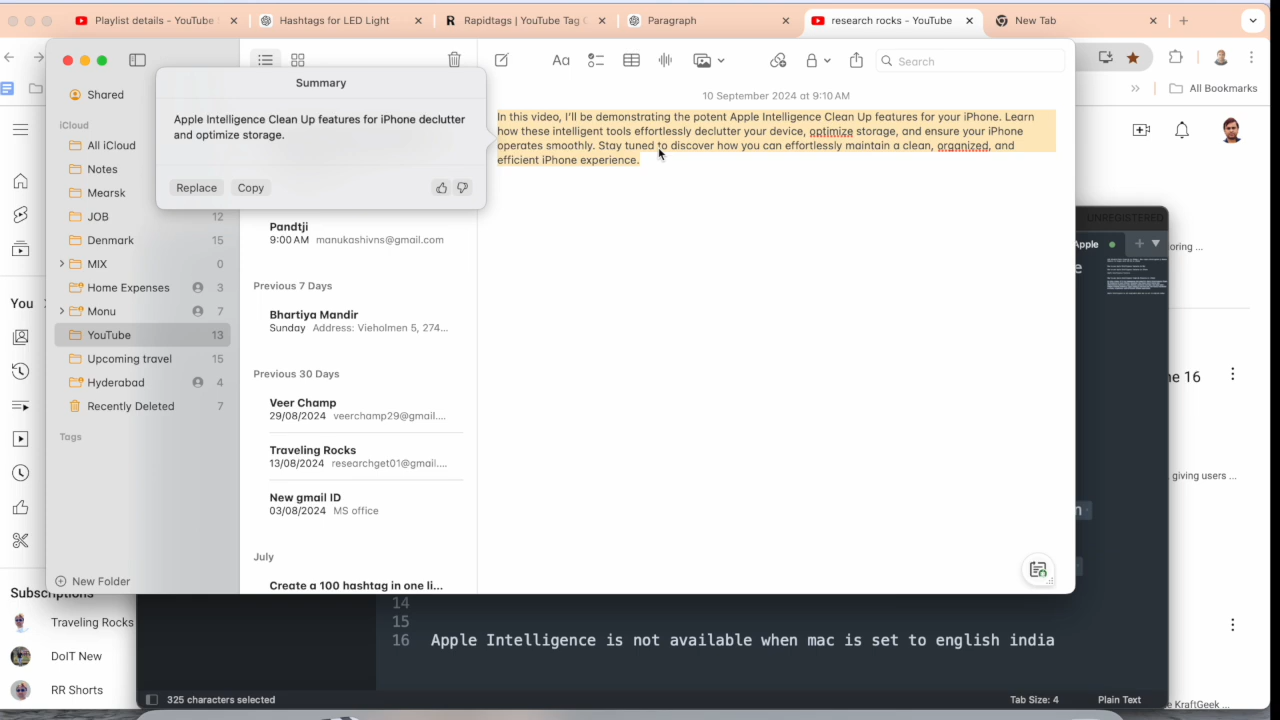 Playlist details - YouTube
Hashtags for LED Light
Rapidtags | YouTube Tag
Paragraph
research rocks - YouTube
New Tab
All Bookmarks
Search
Summary
Apple Intelligence Clean Up features for iPhone declutter
and optimize storage.
Replace
Copy
Shared
iCloud
All iCloud
Notes
Mearsk
JOB 12
Denmark 15
MIX 0
Home Expenses 3
Monu 7
YouTube 13
Upcoming travel 15
Hyderabad 4
Recently Deleted 7
Tags
New Folder
Pandtji
9:00 AM manukashivns@gmail.com
Previous 7 Days
Bhartiya Mandir
Sunday Address: Vieholmen 5, 274...
Previous 30 Days
Veer Champ
29/08/2024 veerchamp29@gmail....
Traveling Rocks
13/08/2024 researchget01@gmail....
New gmail ID
03/08/2024 MS office
July
Create a 100 hashtag in one li...
Aa
10 September 2024 at 9:10 AM
In this video, I'll be demonstrating the potent Apple Intelligence Clean Up features for your iPhone. Learn
how these intelligent tools effortlessly declutter your device, optimize storage, and ensure your iPhone
operates smoothly. Stay tuned to discover how you can effortlessly maintain a clean, organized, and
efficient iPhone experience.
UNREGISTERED
Apple
oring ...
ne 16
giving users ...
KraftGeek ...
You
Subscriptions
Traveling Rocks
DoIT New
RR Shorts
14
15
16 Apple Intelligence is not available when mac is set to english india
325 characters selected
Tab Size: 4
Plain Text